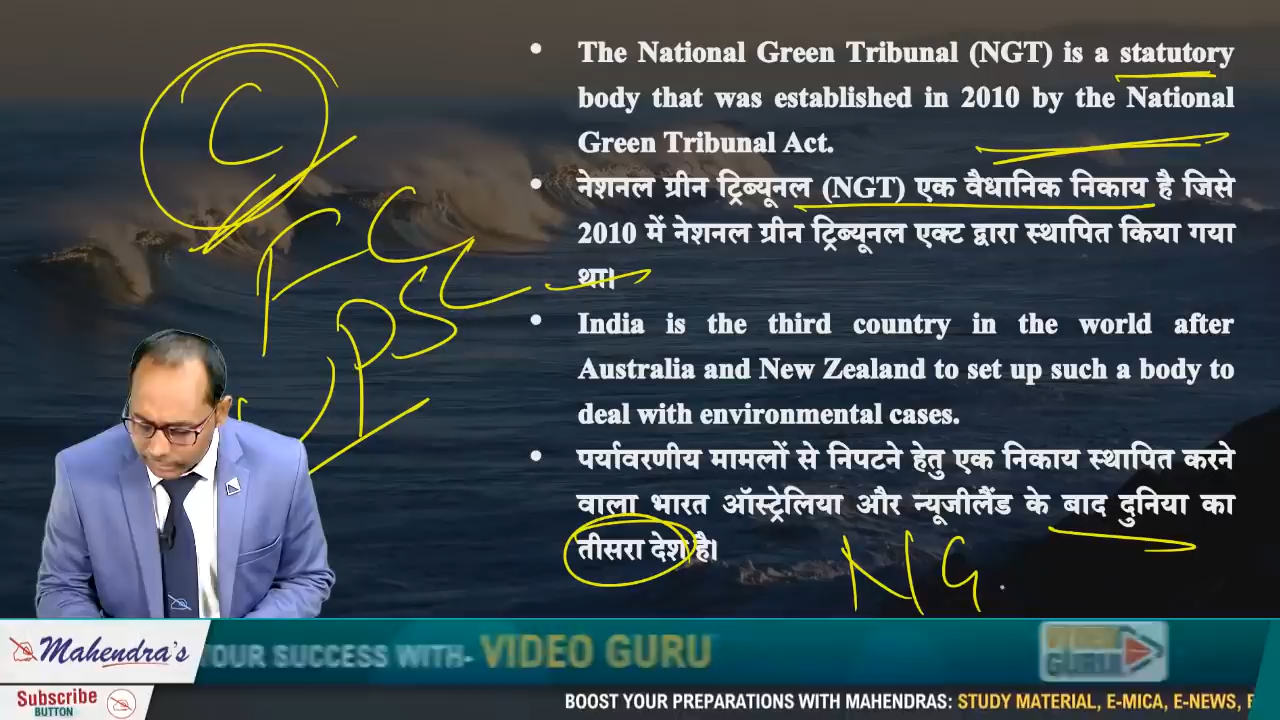 The National Green Tribunal (NGT) is a statutory
body that was established in 2010 by the National
Green Tribunal Act.
नेशनल ग्रीन ट्रिब्यूनल (NGT) एक वैधानिक निकाय है जिसे
2010 में नेशनल ग्रीन ट्रिब्यूनल एक्ट द्वारा स्थापित किया गया
था।
India is the third country in the world after
Australia and New Zealand to set up such a body to
deal with environmental cases.
पर्यावरणीय मामलों से निपटने हेतु एक निकाय स्थापित करने
वाला भारत ऑस्ट्रेलिया और न्यूजीलैंड के बाद दुनिया का
तीसरा देश है।
C
FC
UPSC
NG
Mahendra's
YOUR SUCCESS WITH- VIDEO GURU
VIDEO GURU
Subscribe
BUTTON
BOOST YOUR PREPARATIONS WITH MAHENDRAS: STUDY MATERIAL, E-MICA, E-NEWS,